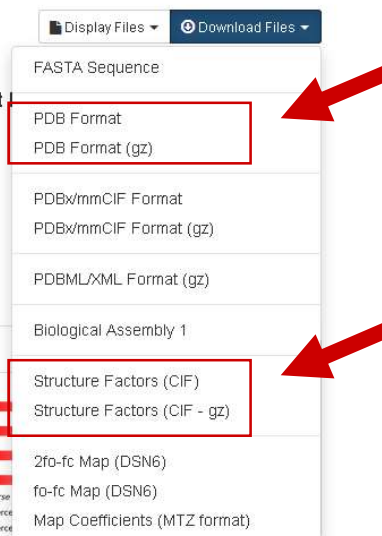 Display Files
Download Files
FASTA Sequence
PDB Format
PDB Format (gz)
PDBx/mmCIF Format
PDBx/mmCIF Format (gz)
PDBML/XML Format (gz)
Biological Assembly 1
Structure Factors (CIF)
Structure Factors (CIF - gz)
2fo-fc Map (DSN6)
fo-fc Map (DSN6)
Map Coefficients (MTZ format)